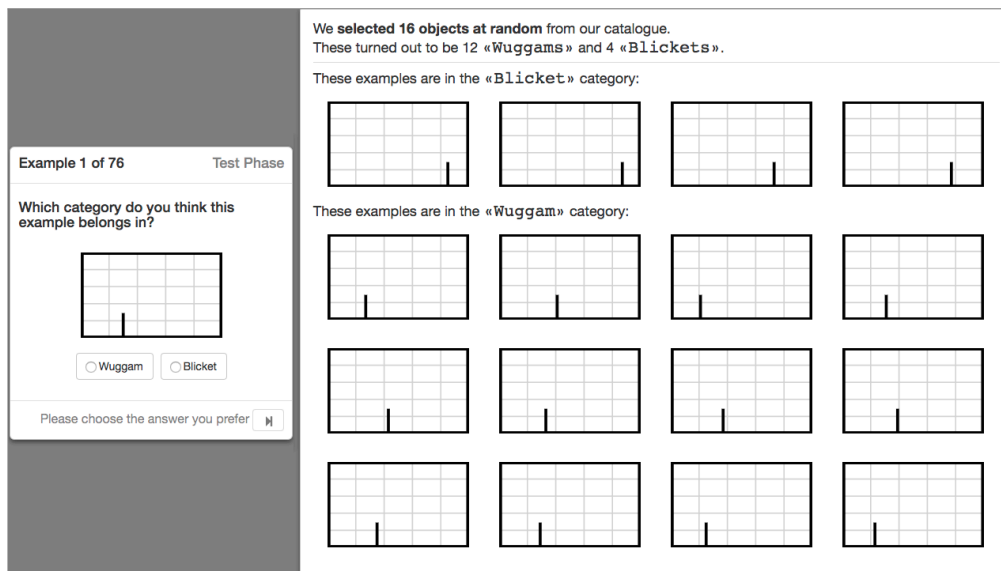 We selected 16 objects at random from our catalogue.
These turned out to be 12 «Wuggams» and 4 «Blickets».
These examples are in the «Blicket» category:
Example 1 of 76 Test Phase
Which category do you think this
example belongs in?
Wuggam Blicket
Please choose the answer you prefer
These examples are in the «Wuggam» category: